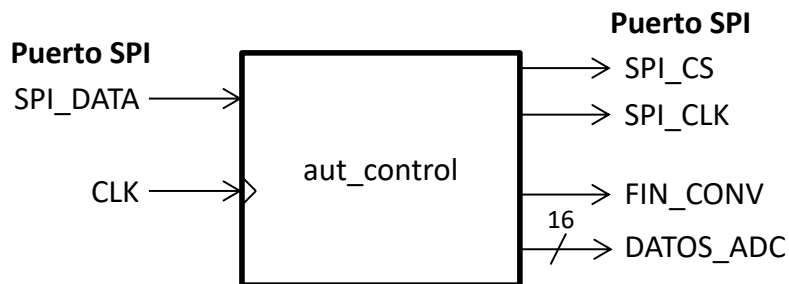 Puerto SPI
SPI_DATA
CLK
aut_control
Puerto SPI
SPI_CS
SPI_CLK
FIN_CONV
16
DATOS_ADC